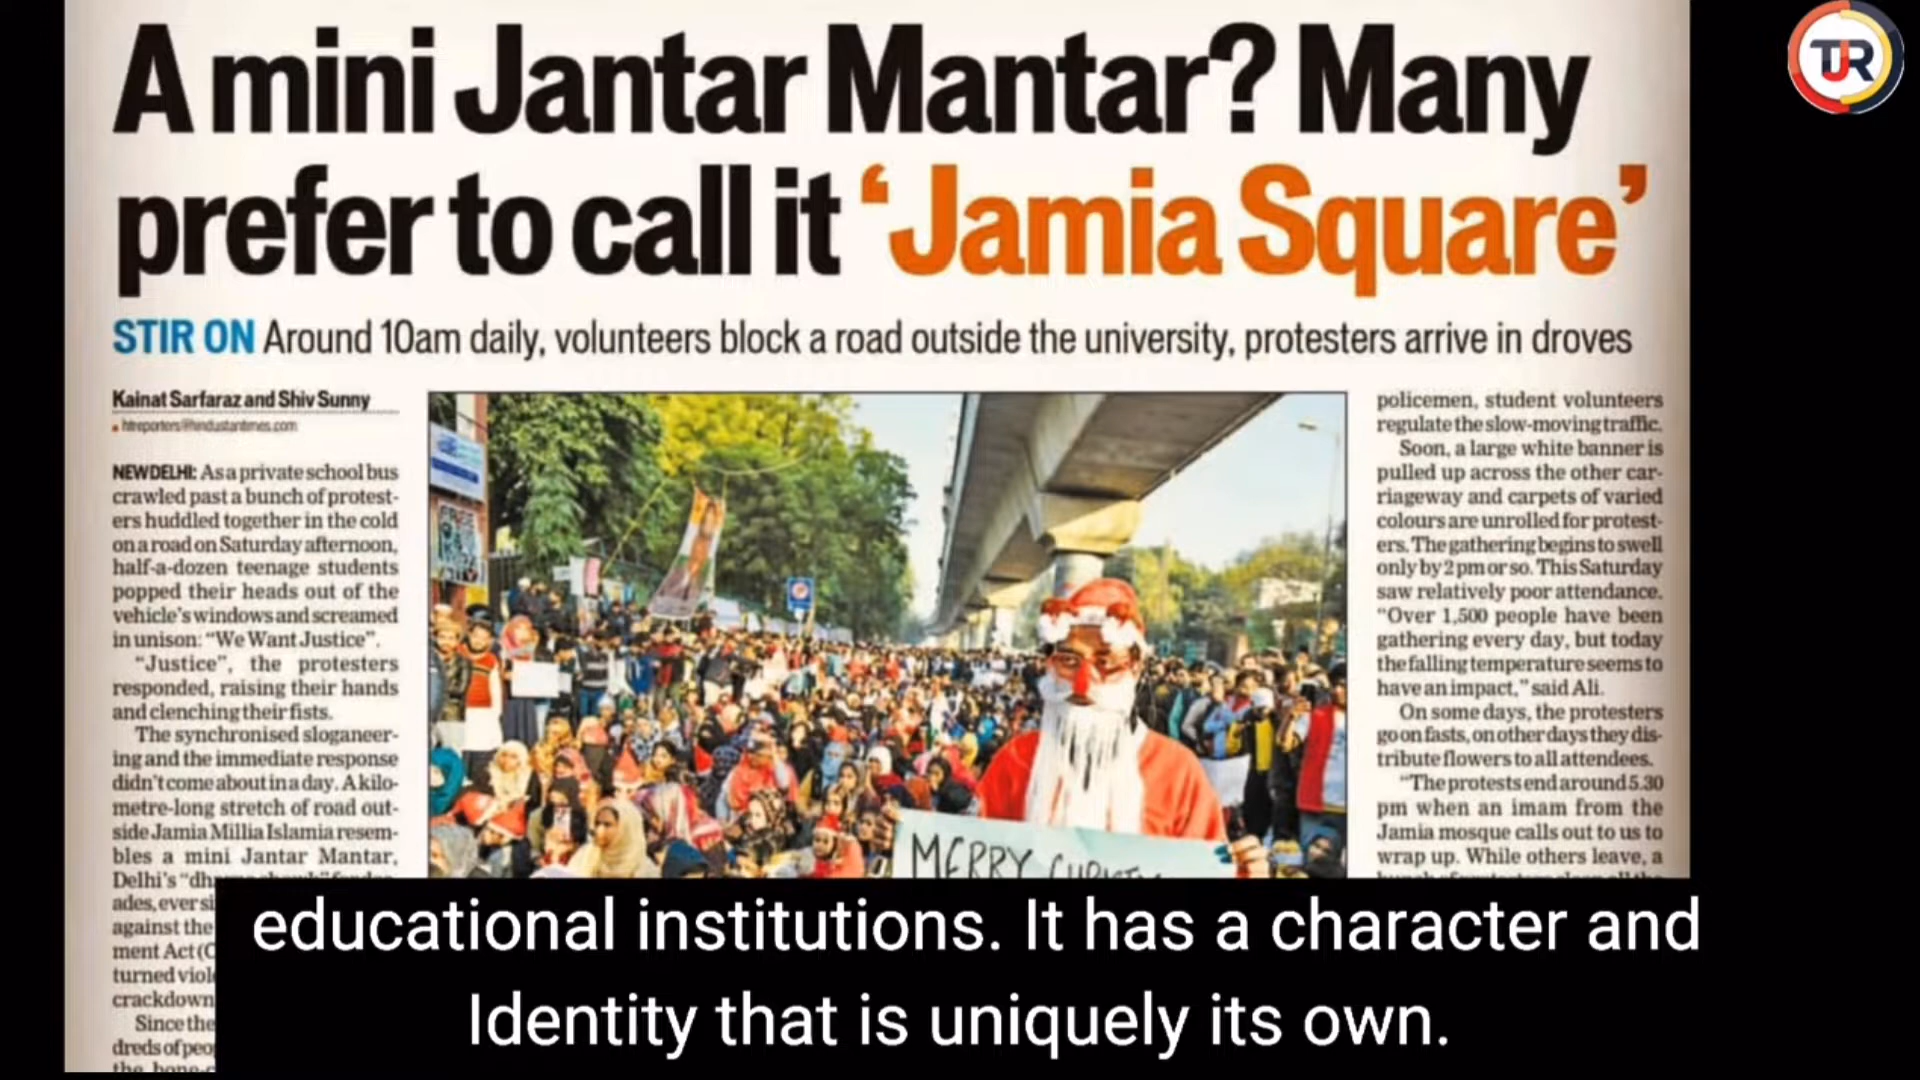 A mini Jantar Mantar? Many
prefer to call it ‘Jamia Square’
STIR ON Around 10am daily, volunteers block a road outside the university, protesters arrive in droves
Kainat Sarfaraz and Shiv Sunny
htreporters@hindustantimes.com
NEW DELHI: As a private school bus
crawled past a bunch of protest-
ers huddled together in the cold
on a road on Saturday afternoon,
half-a-dozen teenage students
popped their heads out of the
vehicle’s windows and screamed
in unison: “We Want Justice”.
“Justice”, the protesters
responded, raising their hands
and clenching their fists.
The synchronised sloganeer-
ing and the immediate response
didn’t come about in a day. A kilo-
metre-long stretch of road out-
side Jamia Millia Islamia resem-
bles a mini Jantar Mantar,
Delhi’s “dh
ades, ever si
against the
ment Act (C
turned viol
crackdown
Since the
dreds of peo
MERRY
policemen, student volunteers
regulate the slow-moving traffic.
Soon, a large white banner is
pulled up across the other car-
riageway and carpets of varied
colours are unrolled for protest-
ers. The gathering begins to swell
only by 2 pm or so. This Saturday
saw relatively poor attendance.
“Over 1,500 people have been
gathering every day, but today
the falling temperature seems to
have an impact,” said Ali.
On some days, the protesters
go on fasts, on other days they dis-
tribute flowers to all attendees.
“The protests end around 5.30
pm when an imam from the
Jamia mosque calls out to us to
wrap up. While others leave, a
TJR
educational institutions. It has a character and
Identity that is uniquely its own.